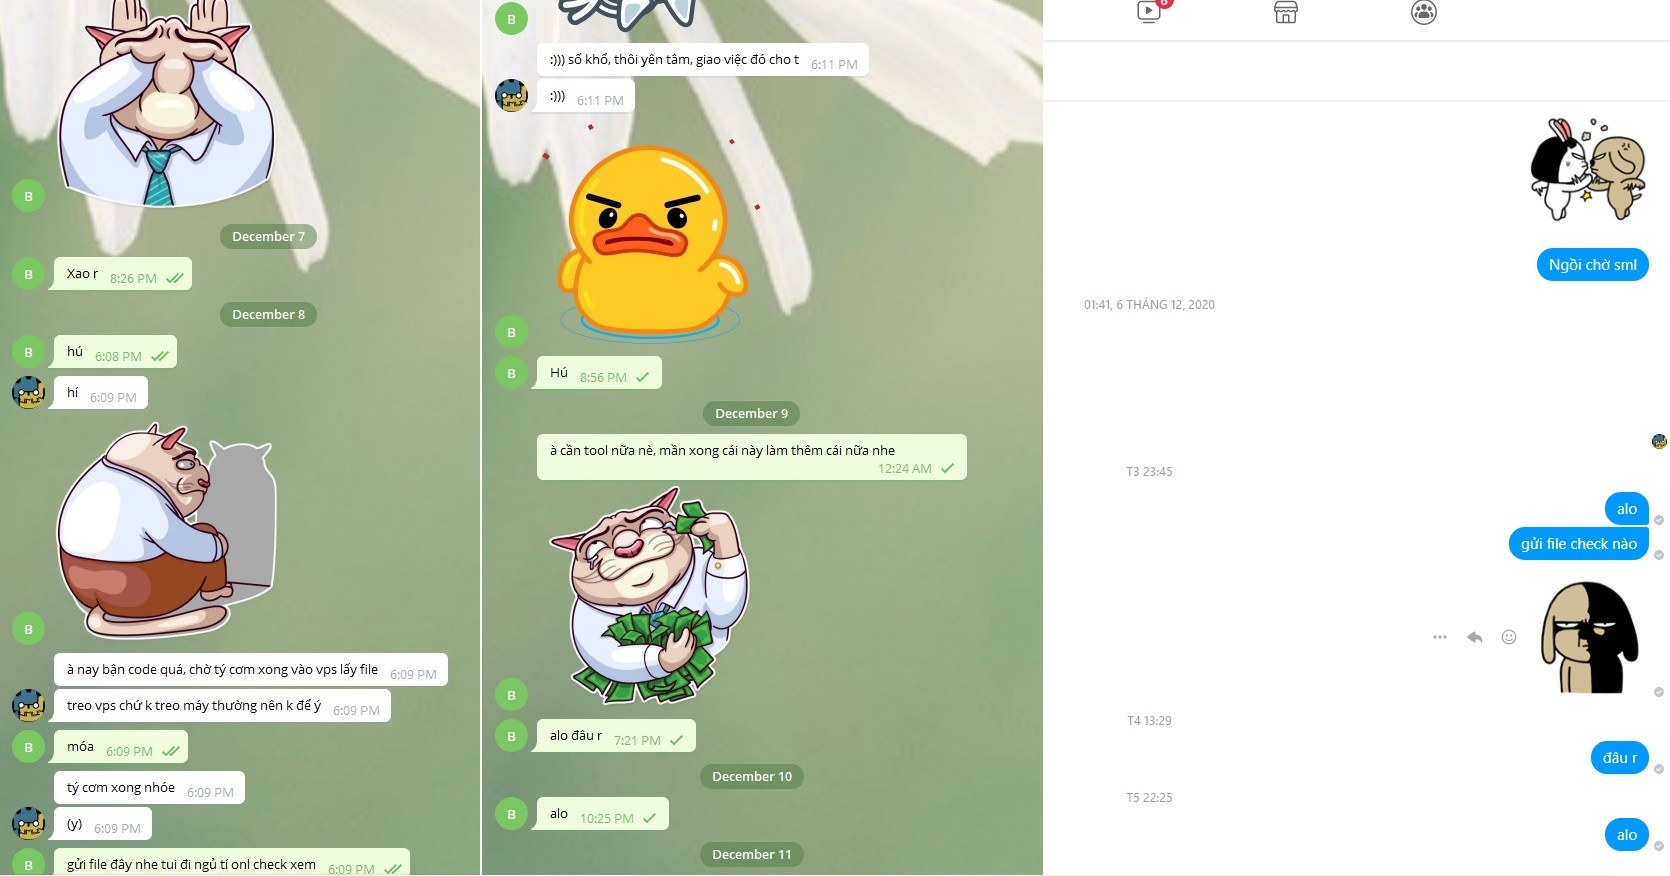 B
December 7
B
Xao r 8:26 PM
December 8
B
hú 6:08 PM
hí 6:09 PM
B
à nay bận code quá, chờ tý cơm xong vào vps lấy file 6:09 PM
treo vps chứ k treo máy thường nên k để ý 6:09 PM
B
móa 6:09 PM
tý cơm xong nhóe 6:09 PM
(y) 6:09 PM
B
gửi file đây nhe tui đi ngủ tí onl check xem 6:09 PM
B
:))) số khổ, thôi yên tâm, giao việc đó cho t 6:11 PM
:))) 6:11 PM
B
B
Hú 8:56 PM
December 9
à cần tool nữa nè, mần xong cái này làm thêm cái nữa nhe
12:24 AM
B
B
alo đâu r 7:21 PM
December 10
B
alo 10:25 PM
December 11
6
Ngồi chờ sml
01:41, 6 THÁNG 12, 2020
T3 23:45
alo
gửi file check nào
T4 13:29
đâu r
T5 22:25
alo